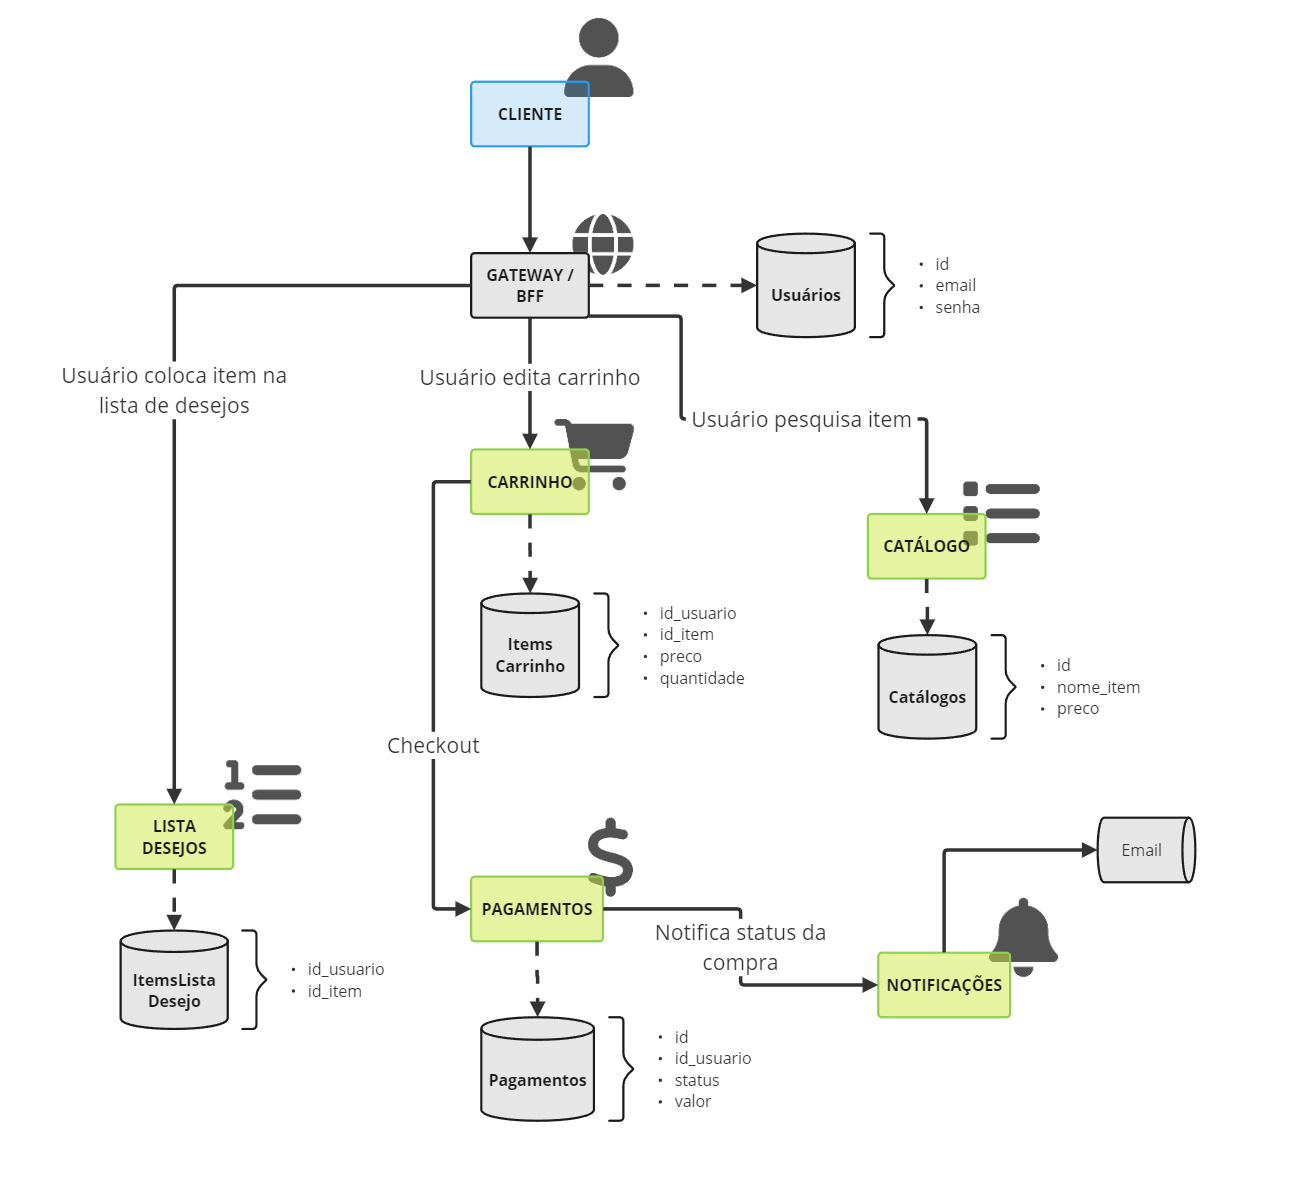 CLIENTE
GATEWAY /
BFF
Usuários
• id
• email
• senha
Usuário coloca item na
lista de desejos
Usuário edita carrinho
Usuário pesquisa item
CARRINHO
CATÁLOGO
Items
Carrinho
• id_usuario
• id_item
• preco
• quantidade
Catálogos
• id
• nome_item
• preco
Checkout
1
2
LISTA
DESEJOS
$
PAGAMENTOS
Email
Notifica status da
compra
NOTIFICAÇÕES
ItemsLista
Desejo
• id_usuario
• id_item
Pagamentos
• id
• id_usuario
• status
• valor